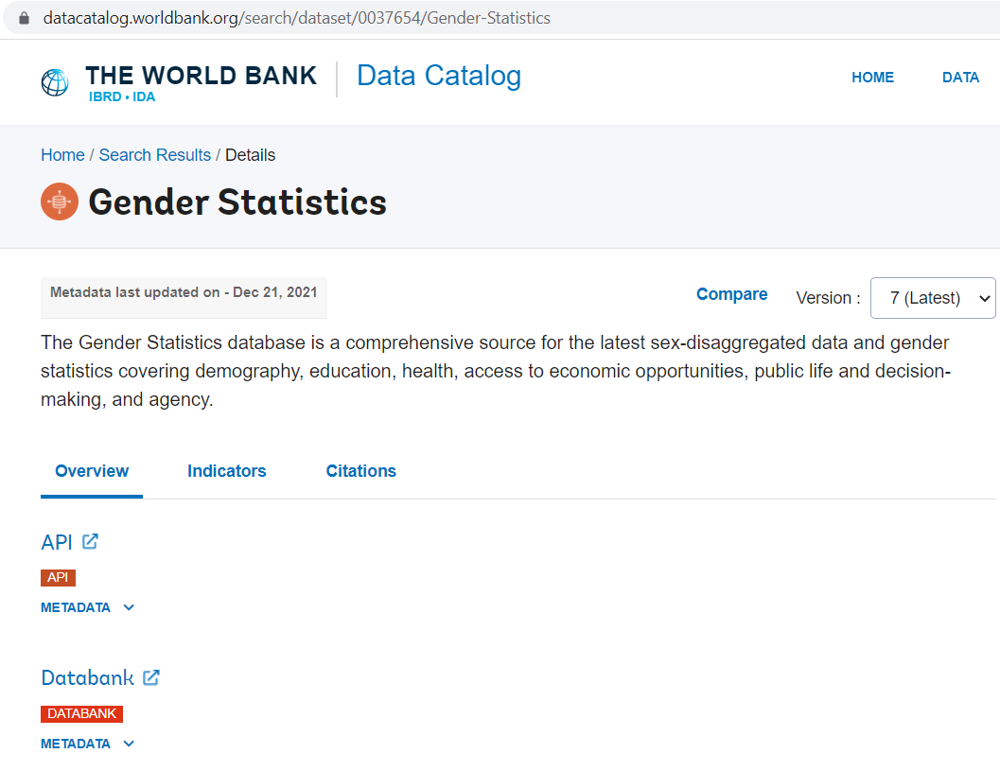 datacatalog.worldbank.org/search/dataset/0037654/Gender-Statistics
THE WORLD BANK
IBRD • IDA
Data Catalog
HOME
DATA
Home / Search Results / Details
Gender Statistics
Metadata last updated on - Dec 21, 2021
Compare
Version :
7 (Latest)
The Gender Statistics database is a comprehensive source for the latest sex-disaggregated data and gender
statistics covering demography, education, health, access to economic opportunities, public life and decision-
making, and agency.
Overview
Indicators
Citations
API
API
METADATA
Databank
DATABANK
METADATA